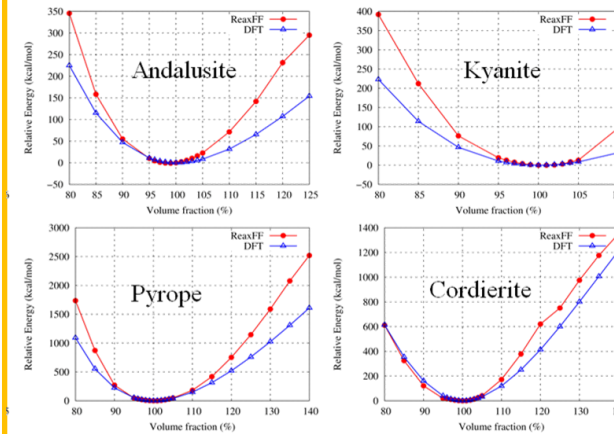 350
300
250
200
150
100
50
0
−50
80 85 90 95 100 105 110 115 120 125
Relative Energy (kcal/mol)
Volume fraction (%)
ReaxFF
DFT
Andalusite
400
350
300
250
200
150
100
50
0
−50
80 85 90 95 100 105
Relative Energy (kcal/mol)
Volume fraction (%)
ReaxFF
DFT
Kyanite
3000
2500
2000
1500
1000
500
0
80 90 100 110 120 130 140
Relative Energy (kcal/mol)
Volume fraction (%)
ReaxFF
DFT
Pyrope
1400
1200
1000
800
600
400
200
0
80 90 100 110 120 130
Relative Energy (kcal/mol)
Volume fraction (%)
ReaxFF
DFT
Cordierite